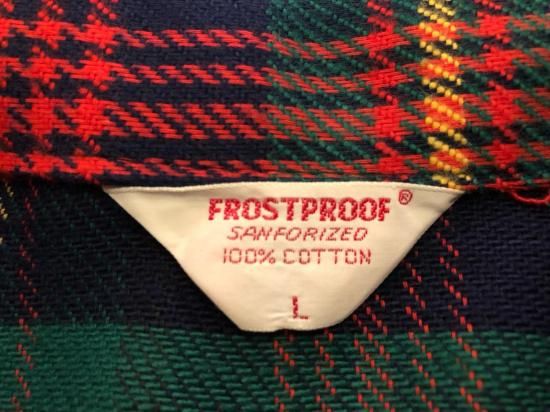 FROSTPROOF®
SANFORIZED
100% COTTON
L